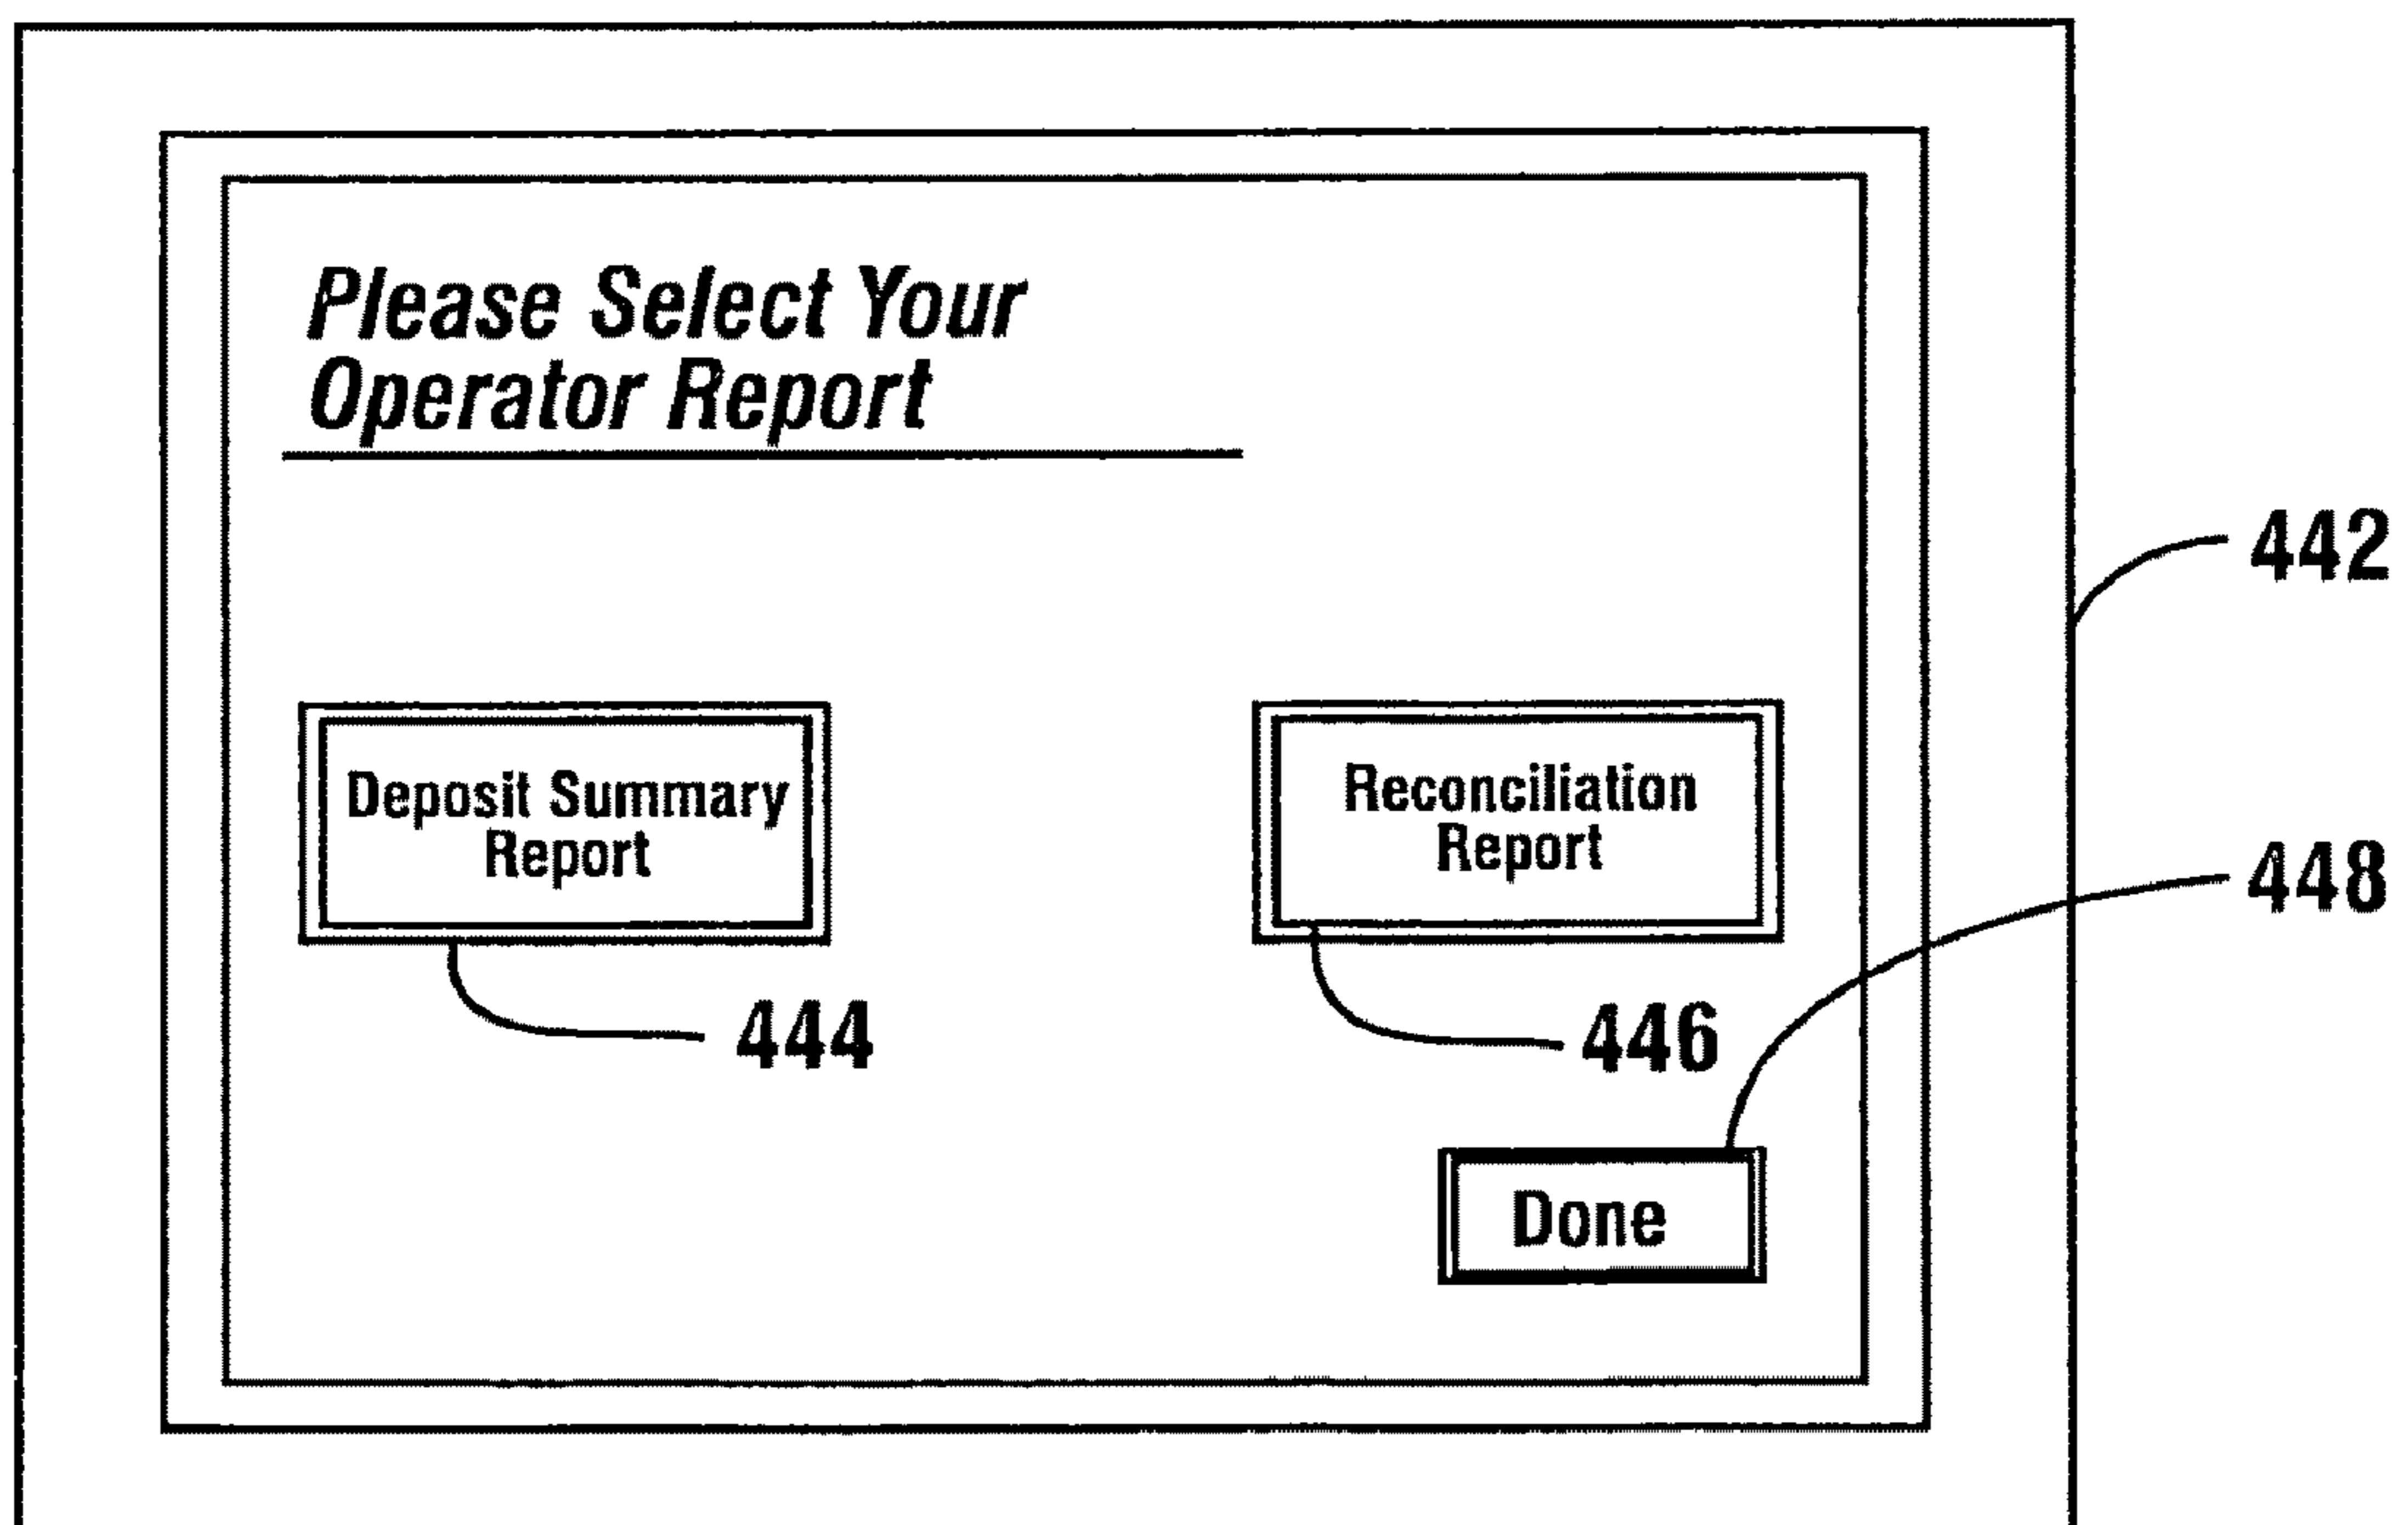 Please Select Your
Operator Report
442
Deposit Summary
Report
Reconciliation
Report
448
444
446
Done